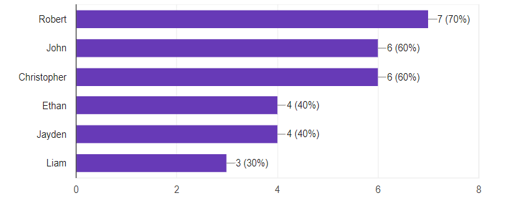 Robert 7 (70%)
John 6 (60%)
Christopher 6 (60%)
Ethan 4 (40%)
Jayden 4 (40%)
Liam 3 (30%)
0 2 4 6 8